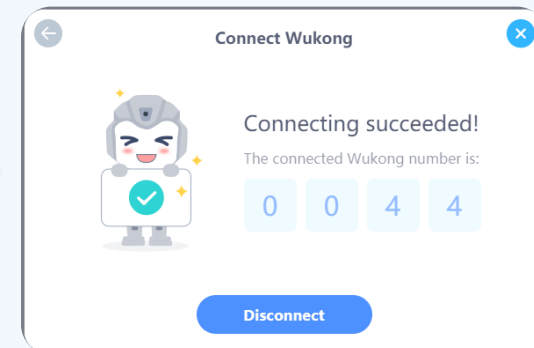 Connect Wukong
Connecting succeeded!
The connected Wukong number is:
0 0 4 4
Disconnect